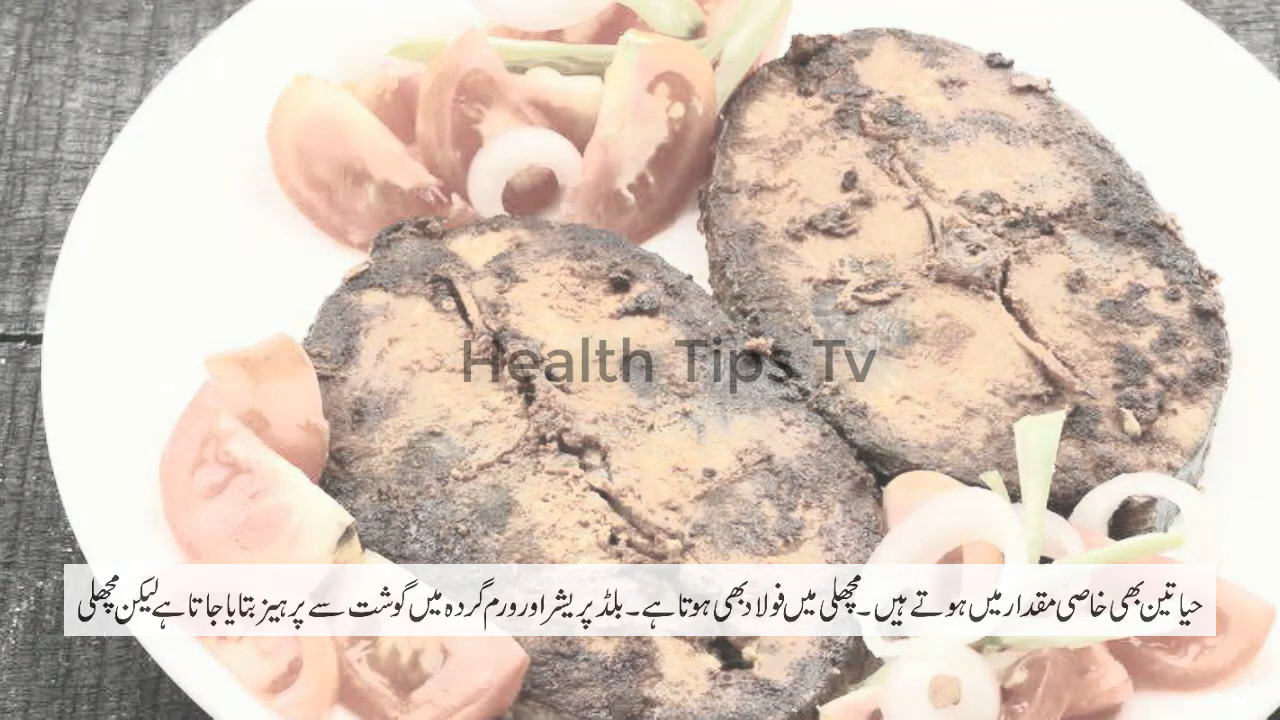 Health Tips Tv
حیاتین بھی خاصی مقدار میں ہوتے ہیں۔ مچھلی میں فولاد بھی ہوتا ہے۔ بلڈ پریشر اور ورم گردہ میں گوشت سے پرہیز بتایا جاتا ہے لیکن مچھلی